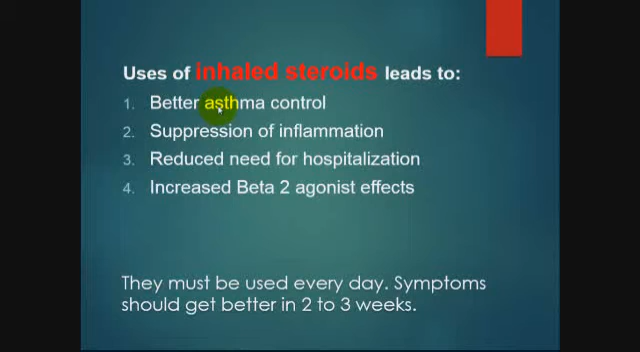 Uses of inhaled steroids leads to:
1. Better asthma control
2. Suppression of inflammation
3. Reduced need for hospitalization
4. Increased Beta 2 agonist effects
They must be used every day. Symptoms
should get better in 2 to 3 weeks.